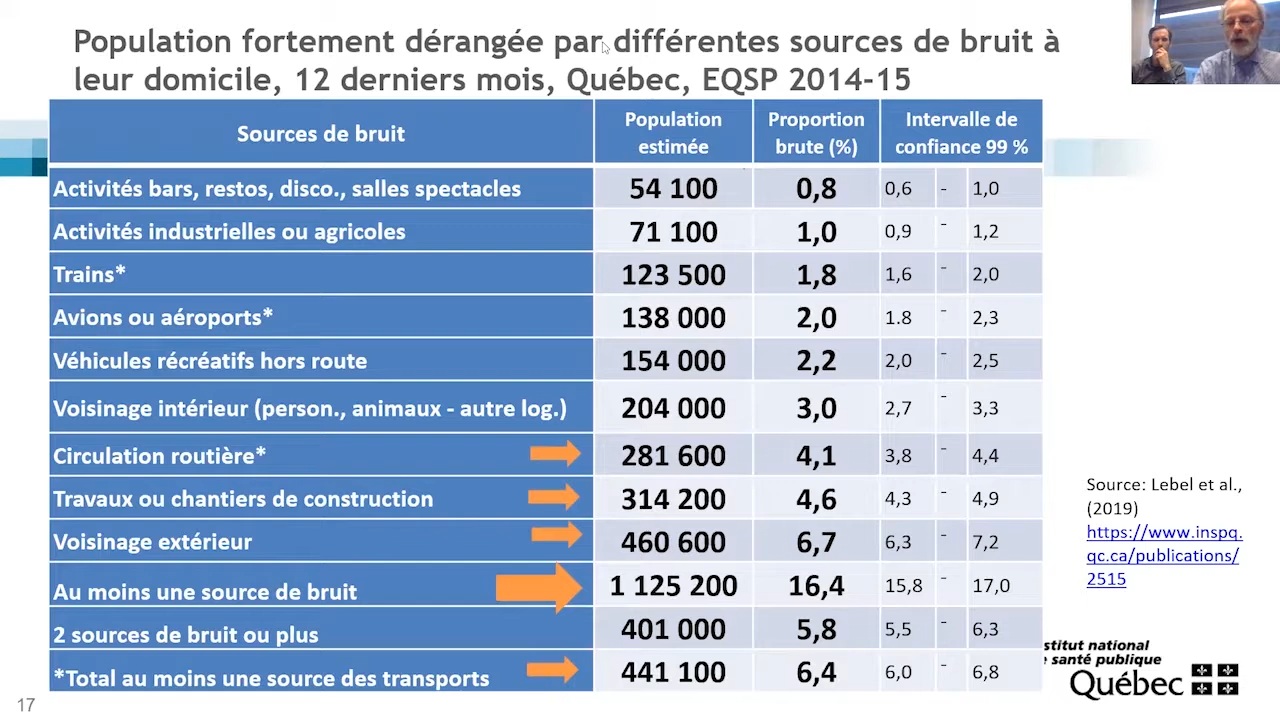 Population fortement dérangée par différentes sources de bruit à
leur domicile, 12 derniers mois, Québec, EQSP 2014-15
Sources de bruit
Population
estimée
Proportion
brute (%)
Intervalle de
confiance 99 %
Activités bars, restos, disco., salles spectacles 54 100 0,8 0,6 - 1,0
Activités industrielles ou agricoles 71 100 1,0 0,9 - 1,2
Trains* 123 500 1,8 1,6 - 2,0
Avions ou aéroports* 138 000 2,0 1.8 - 2,3
Véhicules récréatifs hors route 154 000 2,2 2,0 - 2,5
Voisinage intérieur (person., animaux - autre log.) 204 000 3,0 2,7 - 3,3
Circulation routière* 281 600 4,1 3,8 - 4,4
Travaux ou chantiers de construction 314 200 4,6 4,3 - 4,9
Voisinage extérieur 460 600 6,7 6,3 - 7,2
Au moins une source de bruit 1 125 200 16,4 15,8 - 17,0
2 sources de bruit ou plus 401 000 5,8 5,5 - 6,3
*Total au moins une source des transports 441 100 6,4 6,0 - 6,8
Source: Lebel et al.,
(2019)
https://www.inspq.
qc.ca/publications/
2515
stitut national
santé publique
Québec
17